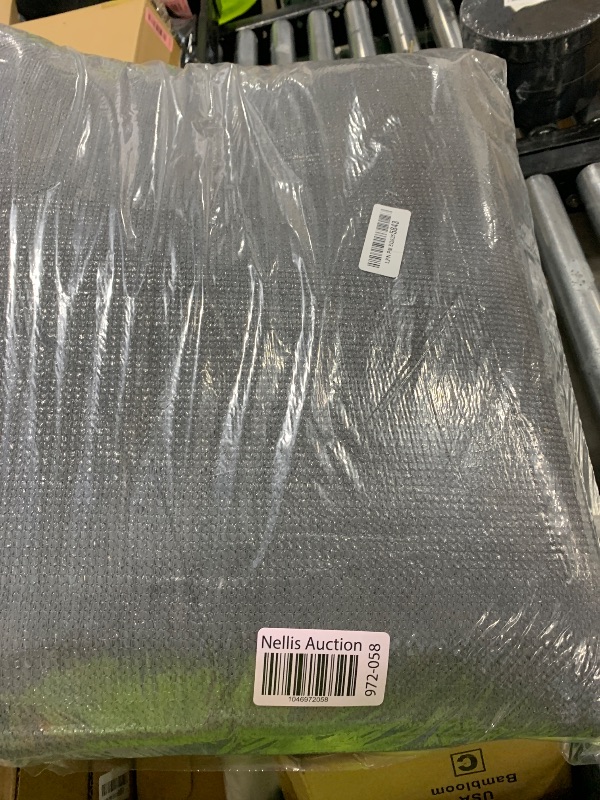 Nellis Auction
1046972058
972-058
USA
Bambloom
C